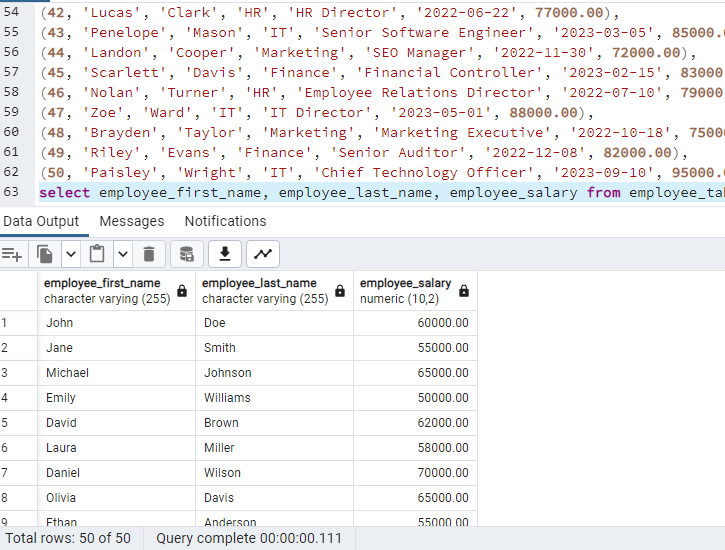 54 (42, 'Lucas', 'Clark', 'HR', 'HR Director', '2022-06-22', 77000.00),
55 (43, 'Penelope', 'Mason', 'IT', 'Senior Software Engineer', '2023-03-05', 85000.
56 (44, 'Landon', 'Cooper', 'Marketing', 'SEO Manager', '2022-11-30', 72000.00),
57 (45, 'Scarlett', 'Davis', 'Finance', 'Financial Controller', '2023-02-15', 83000
58 (46, 'Nolan', 'Turner', 'HR', 'Employee Relations Director', '2022-07-10', 79000
59 (47, 'Zoe', 'Ward', 'IT', 'IT Director', '2023-05-01', 88000.00),
60 (48, 'Brayden', 'Taylor', 'Marketing', 'Marketing Executive', '2022-10-18', 75000
61 (49, 'Riley', 'Evans', 'Finance', 'Senior Auditor', '2022-12-08', 82000.00),
62 (50, 'Paisley', 'Wright', 'IT', 'Chief Technology Officer', '2023-09-10', 95000.
63 select employee_first_name, employee_last_name, employee_salary from
Data Output Messages Notifications
employee_first_name employee_last_name employee_salary
character varying (255) character varying (255) numeric (10,2)
1 John Doe 60000.00
2 Jane Smith 55000.00
3 Michael Johnson 65000.00
4 Emily Williams 50000.00
5 David Brown 62000.00
6 Laura Miller 58000.00
7 Daniel Wilson 70000.00
8 Olivia Davis 65000.00
9 Ethan Anderson 55000.00
Total rows: 50 of 50 Query complete 00:00:00.111